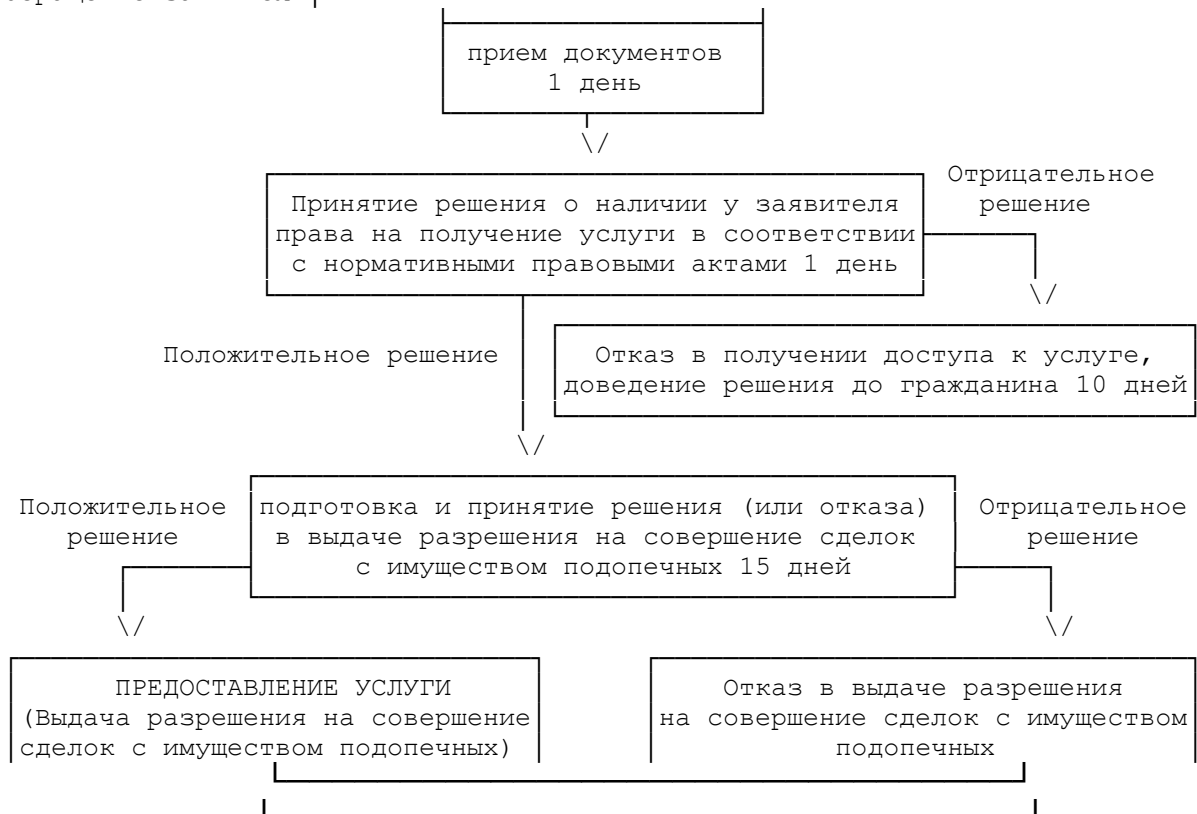 прием документов
1 день
\/
Отрицательное
решение
Принятие решения о наличии у заявителя
права на получение услуги в соответствии
с нормативными правовыми актами 1 день
\/
Положительное решение
Отказ в получении доступа к услуге,
доведение решения до гражданина 10 дней
\/
Положительное
решение
подготовка и принятие решения (или отказа)
в выдаче разрешения на совершение сделок
с имуществом подопечных 15 дней
Отрицательное
решение
\/
\/
ПРЕДОСТАВЛЕНИЕ УСЛУГИ
(Выдача разрешения на совершение
сделок с имуществом подопечных)
Отказ в выдаче разрешения
на совершение сделок с имуществом
подопечных